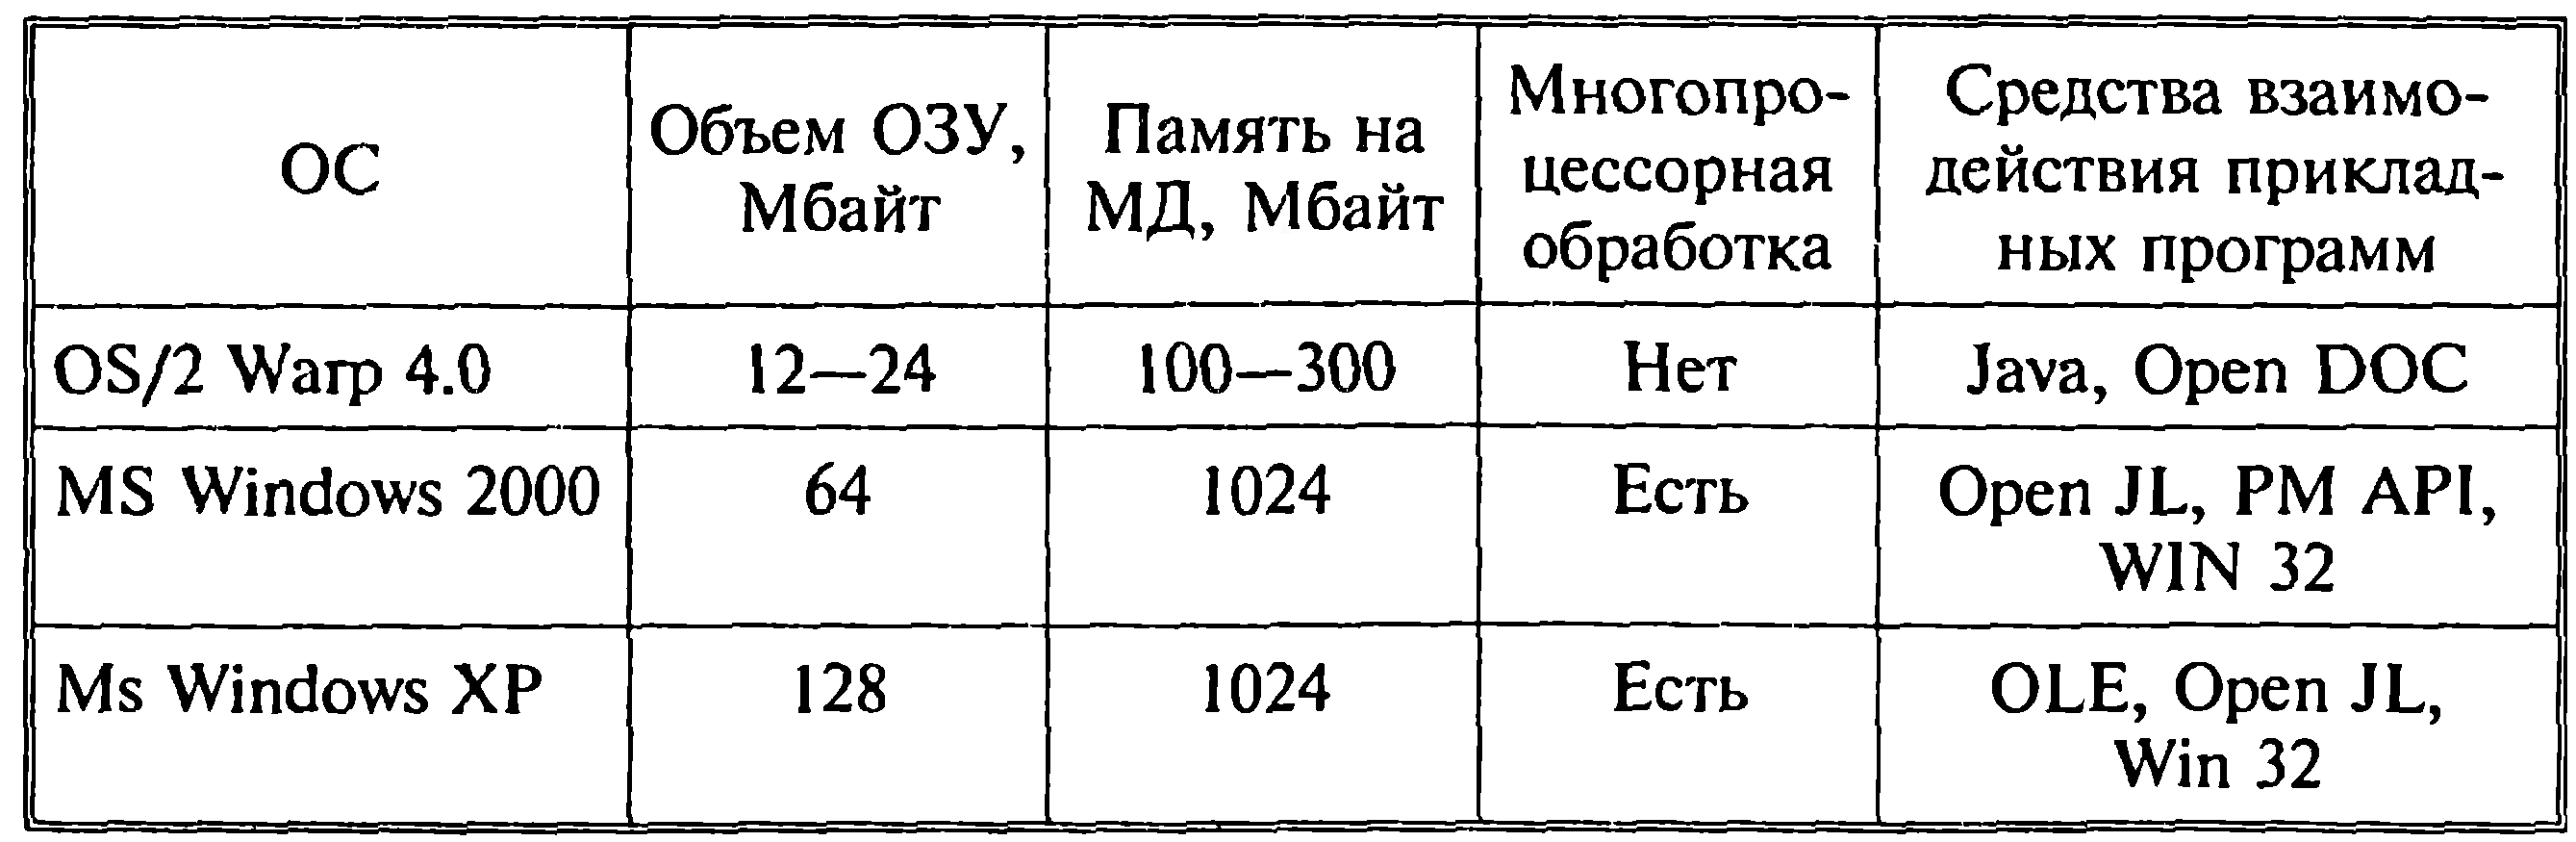 ОС
Объем ОЗУ,
Мбайт
Память на
МД, Мбайт
Многопро-
цессорная
обработка
Средства взаимо-
действия приклад-
ных программ
OS/2 Warp 4.0
12—24
100—300
Нет
Java, Open DOC
MS Windows 2000
64
1024
Есть
Open JL, PM API,
WIN 32
Ms Windows XP
128
1024
Есть
OLE, Open JL,
Win 32